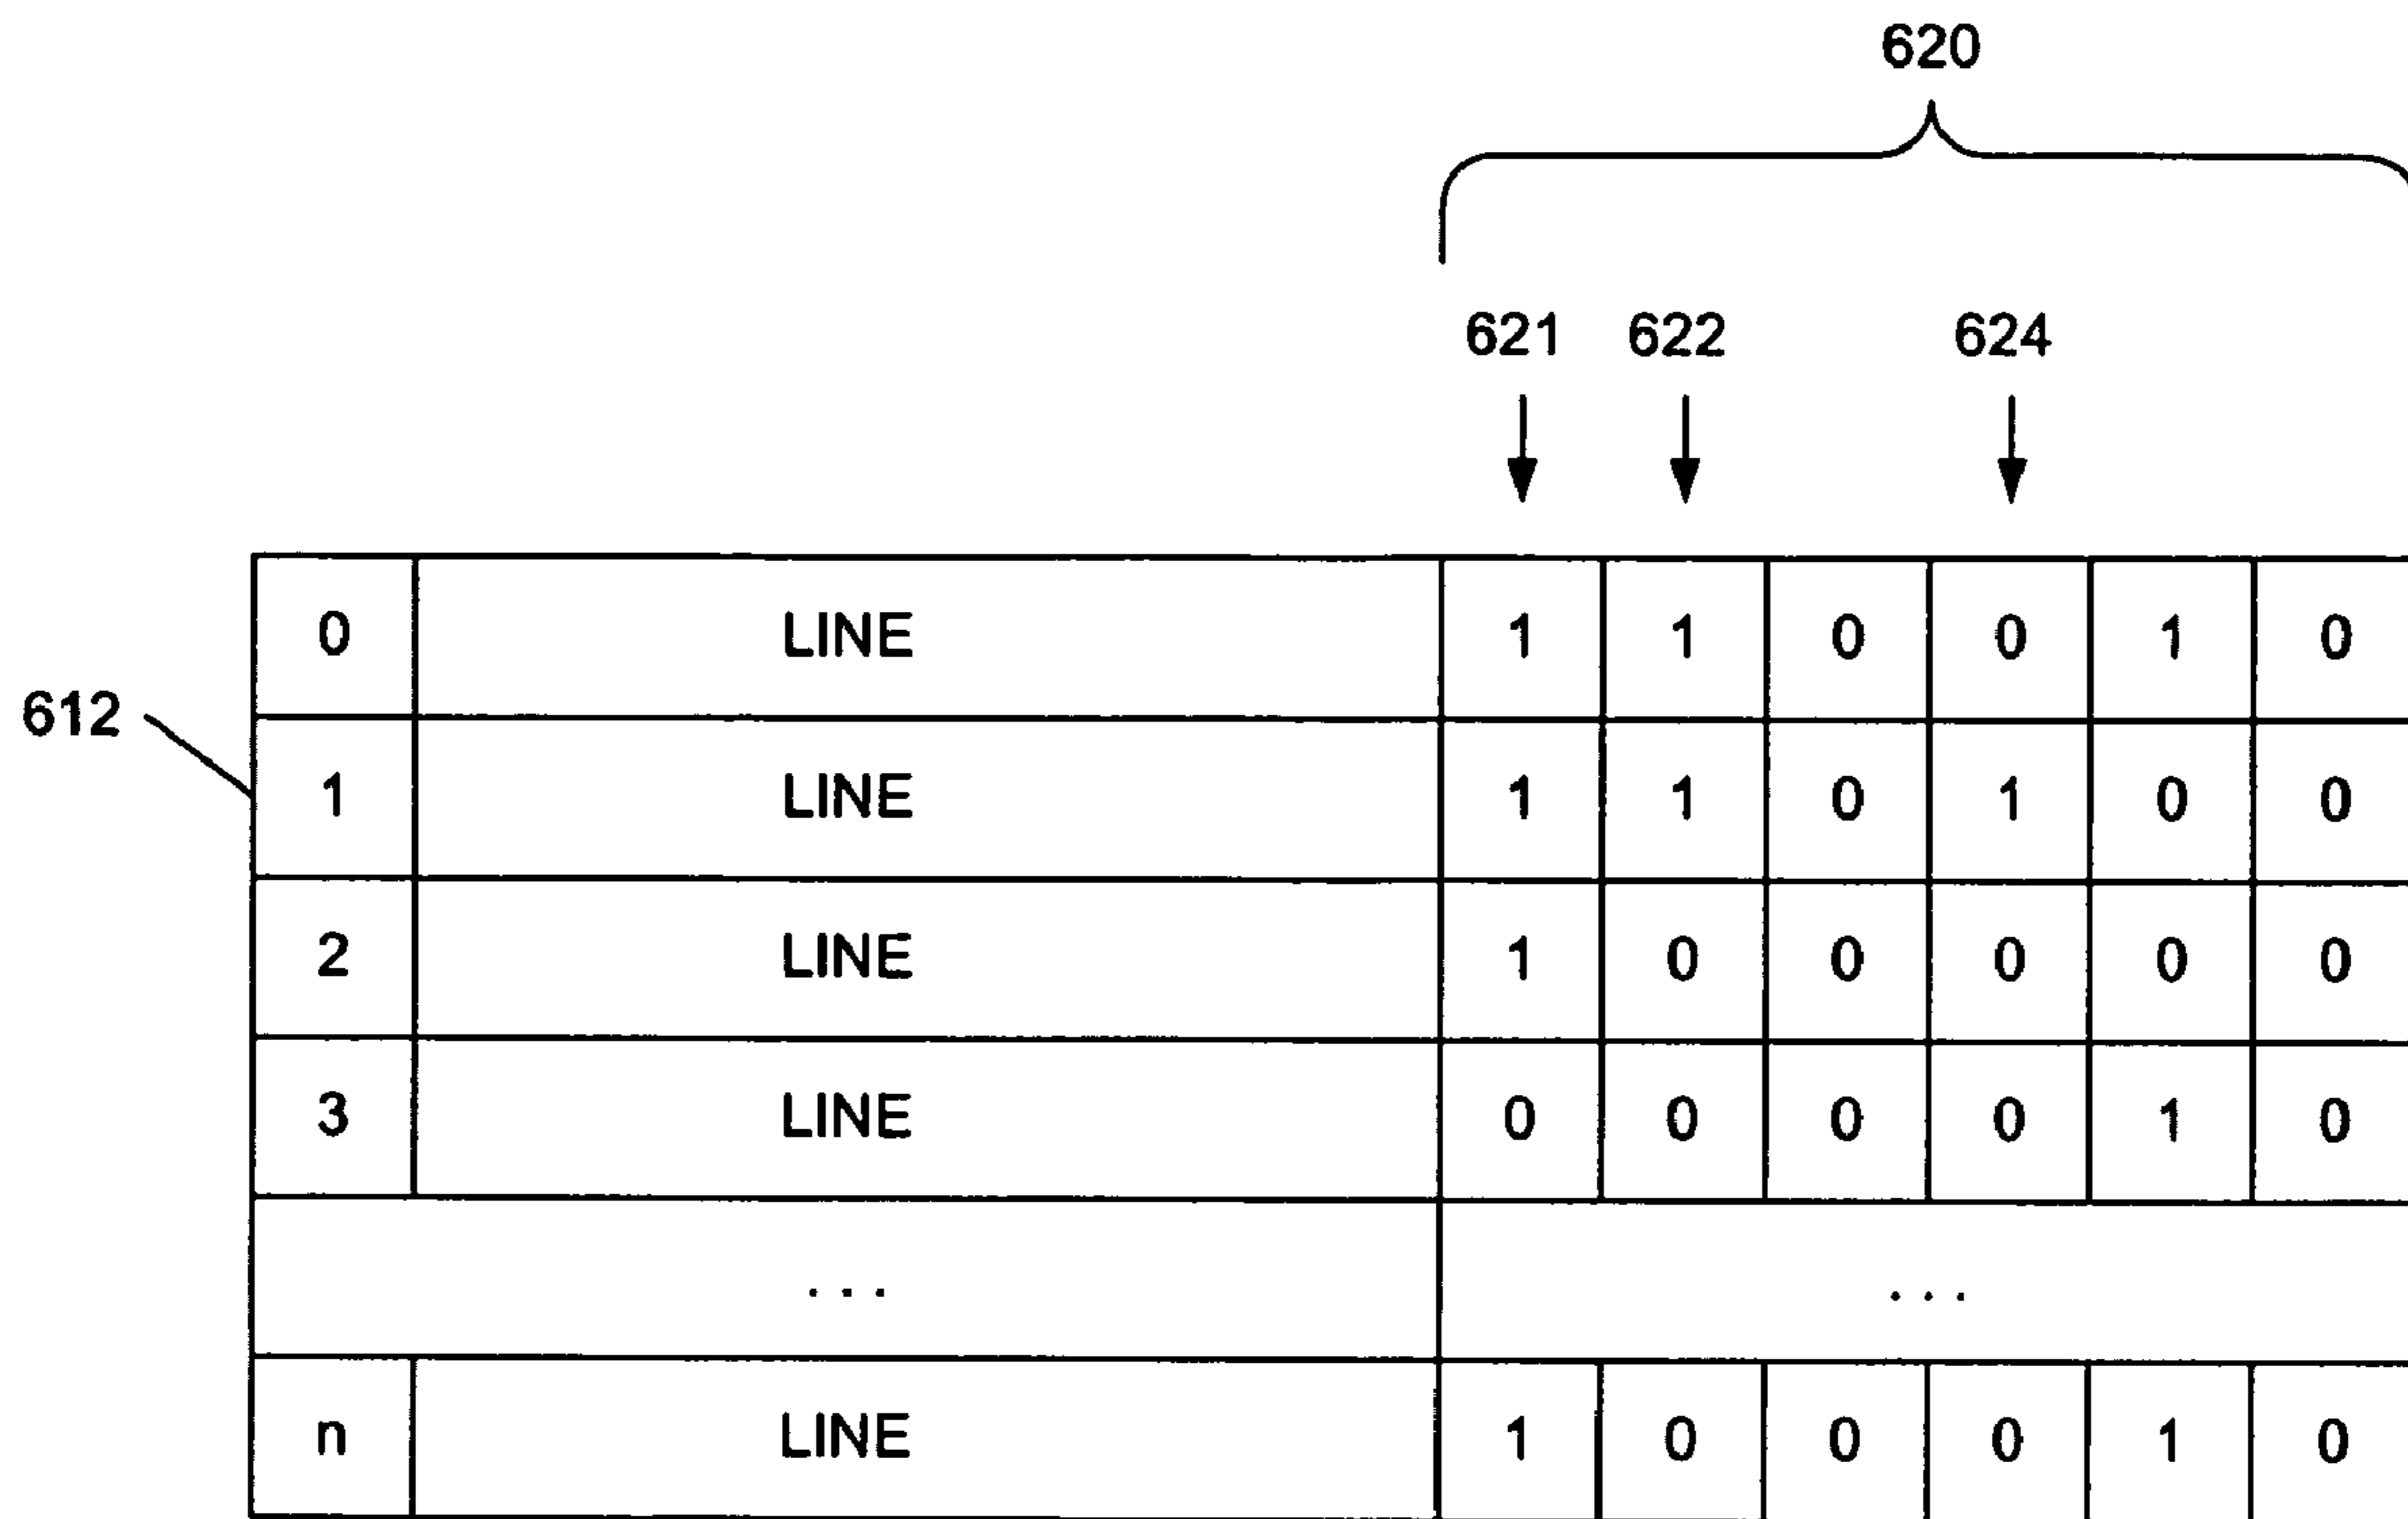 620
621 622 624
0 LINE 1 1 0 0 1 0
612
1 LINE 1 1 0 1 0 0
2 LINE 1 0 0 0 0 0
3 LINE 0 0 0 0 1 0
... ...
n LINE 1 0 0 0 1 0